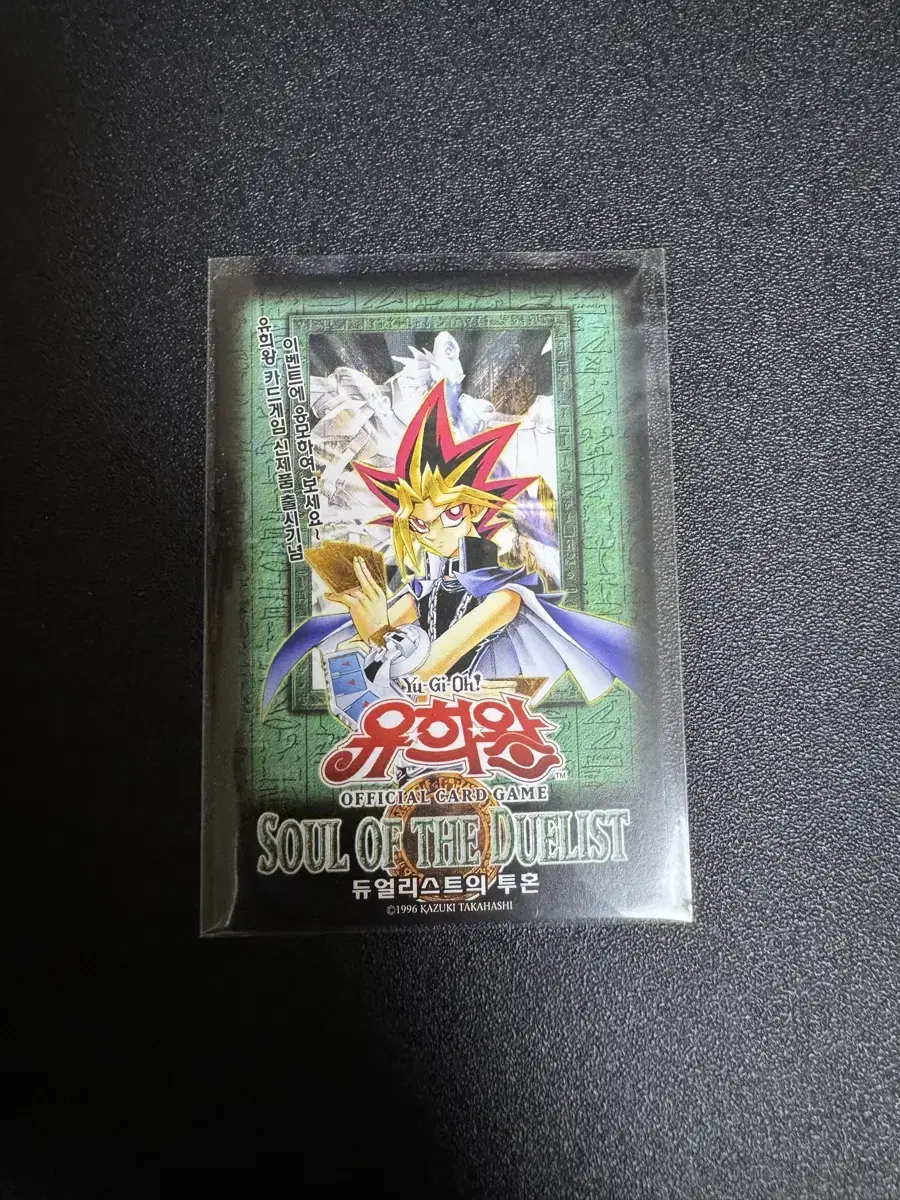 유희왕 카드게임 신제품 출시기념
이벤트에 응모하여 보세요~
Yu-Gi-Oh!
유희왕 TM
OFFICIAL CARD GAME
SOUL OF THE DUELIST
듀얼리스트의 투혼
©1996 KAZUKI TAKAHASHI